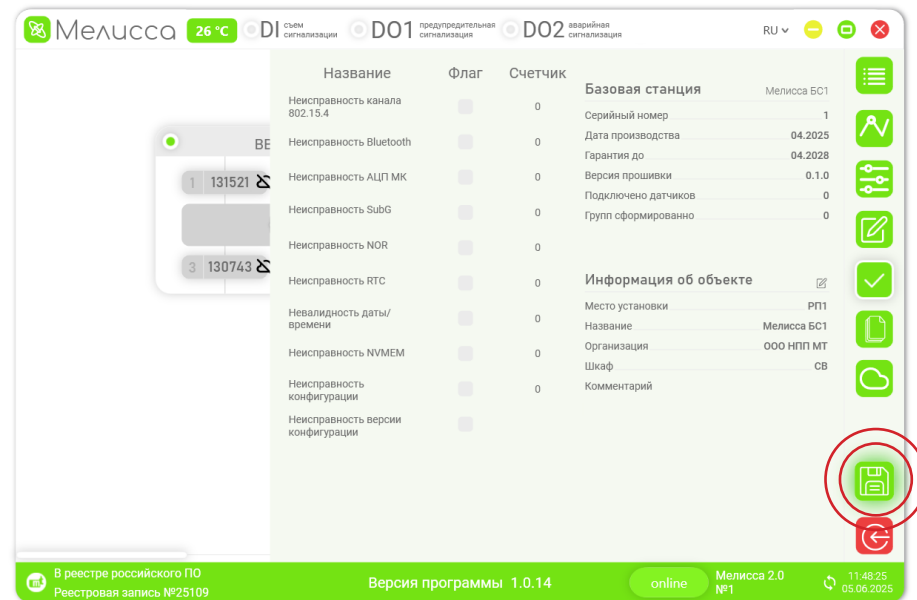 Мелисса 26 °C DI съем сигнализации DO1 предупредительная сигнализация DO2 аварийная сигнализация RU
Название Флаг Счетчик
Неисправность канала
802.15.4 0
Неисправность Bluetooth 0
Неисправность АЦП МК 0
Неисправность SubG 0
Неисправность NOR 0
Неисправность RTC 0
Невалидность даты/
времени 0
Неисправность NVMEM 0
Неисправность
конфигурации 0
Неисправность версии
конфигурации
ВЕ
1 131521
3 130743
Базовая станция Мелисса БС1
Серийный номер 1
Дата производства 04.2025
Гарантия до 04.2028
Версия прошивки 0.1.0
Подключено датчиков 0
Групп сформированно 0
Информация об объекте
Место установки РП1
Название Мелисса БС1
Организация ООО НПП МТ
Шкаф СВ
Комментарий
В реестре российского ПО
Реестровая запись №25109
Версия программы 1.0.14
online
Мелисса 2.0
№1
11:48:25
05.06.2025